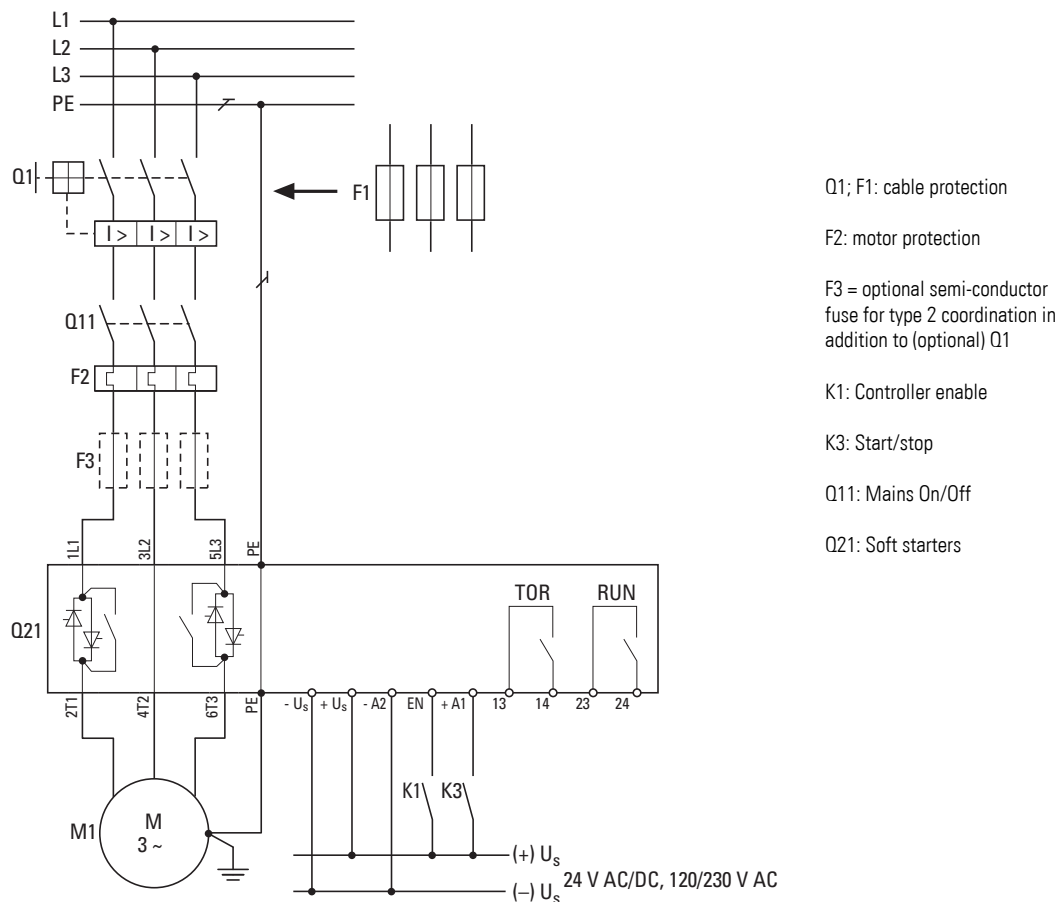 L1
L2
L3
PE
Q1
F1
I > I > I >
Q11
F2
F3
1L1 3L2 5L3 PE
TOR RUN
Q21
2T1 4T2 6T3 PE
- Us + Us - A2 EN + A1 13 14 23 24
K1 K3
M1
M
3 ~
(+) Us
24 V AC/DC, 120/230 V AC
(–) Us
Q1; F1: cable protection
F2: motor protection
F3 = optional semi-conductor
fuse for type 2 coordination in
addition to (optional) Q1
K1: Controller enable
K3: Start/stop
Q11: Mains On/Off
Q21: Soft starters